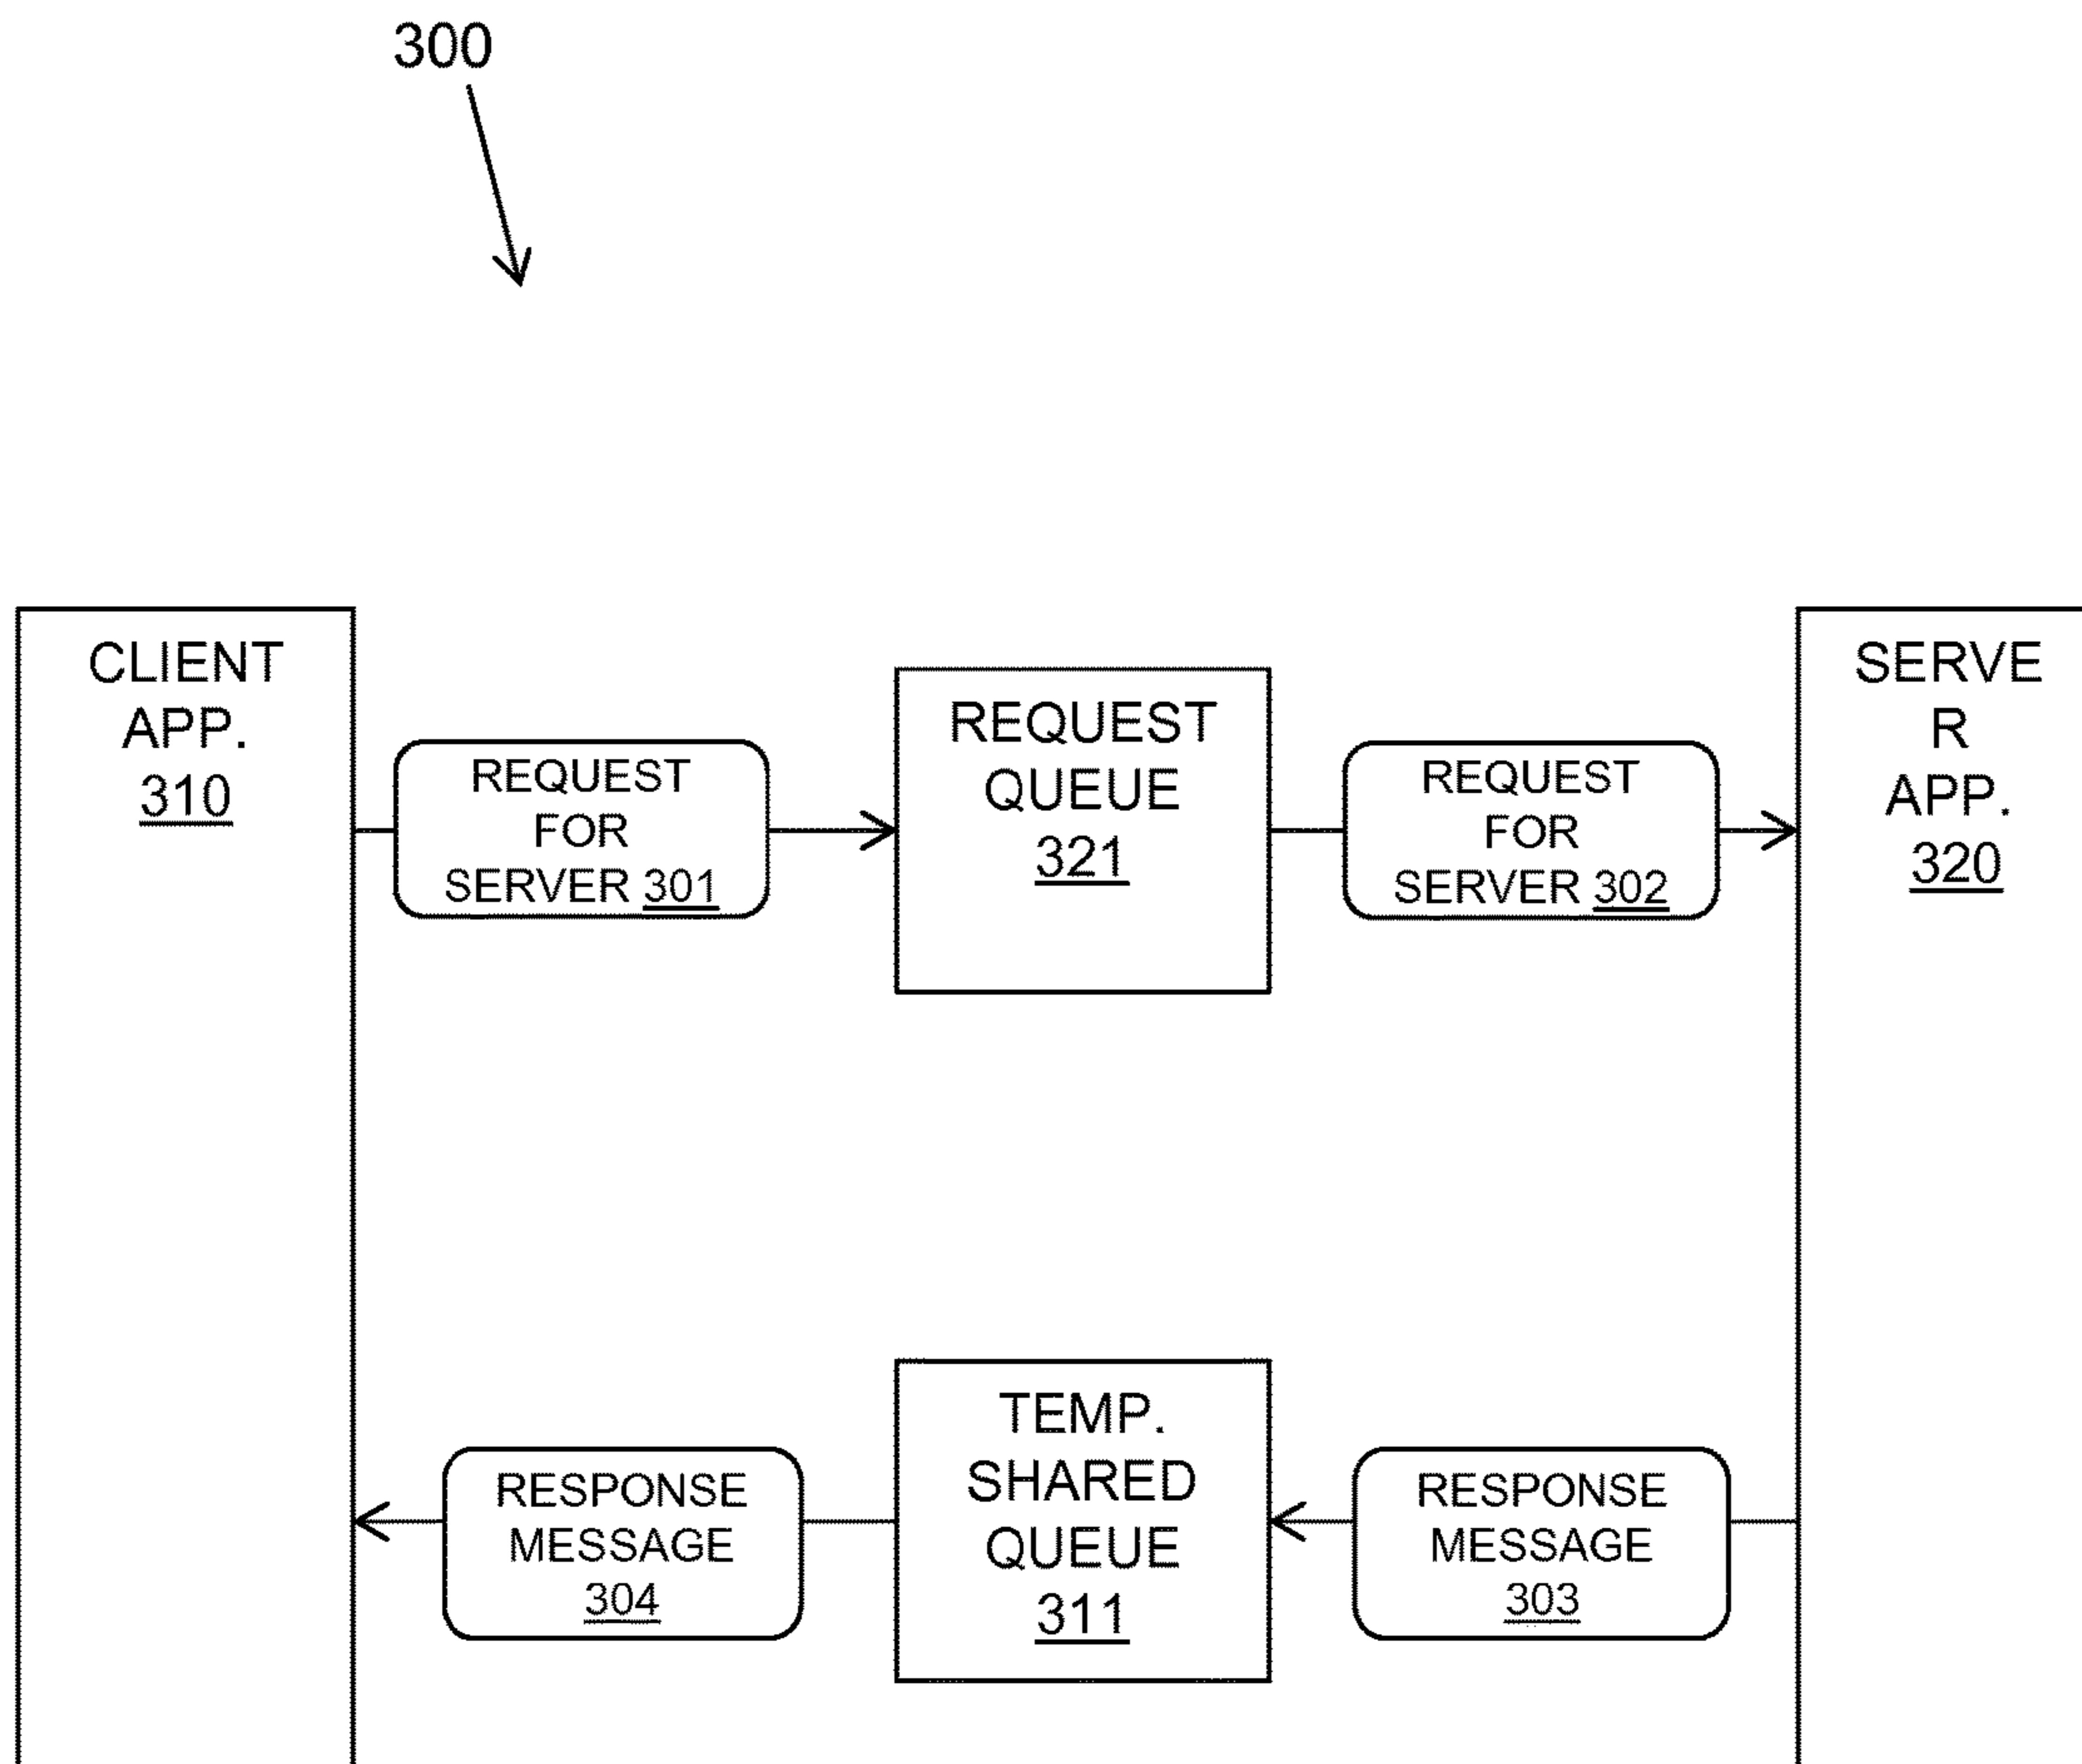 300
CLIENT
APP.
310
REQUEST
FOR
SERVER 301
REQUEST
QUEUE
321
REQUEST
FOR
SERVER 302
SERVE
R
APP.
320
RESPONSE
MESSAGE
304
TEMP.
SHARED
QUEUE
311
RESPONSE
MESSAGE
303